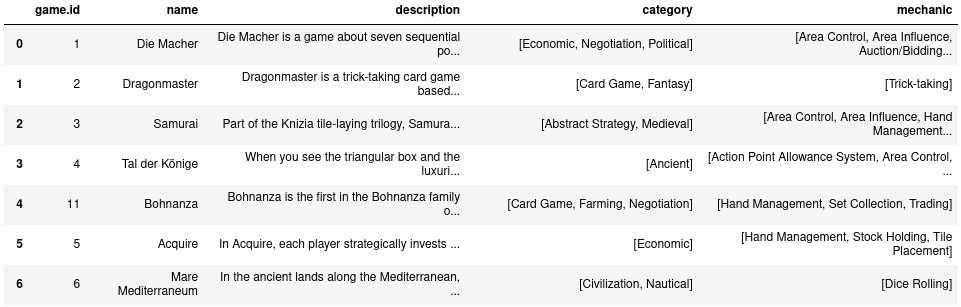 game.id name description category mechanic
0 1 Die Macher Die Macher is a game about seven sequential po... [Economic, Negotiation, Political] [Area Control, Area Influence, Auction/Bidding...
1 2 Dragonmaster Dragonmaster is a trick-taking card game based... [Card Game, Fantasy] [Trick-taking]
2 3 Samurai Part of the Knizia tile-laying trilogy, Samura... [Abstract Strategy, Medieval] [Area Control, Area Influence, Hand Management...
3 4 Tal der Könige When you see the triangular box and the luxuri... [Ancient] [Action Point Allowance System, Area Control, ...
4 11 Bohnanza Bohnanza is the first in the Bohnanza family o... [Card Game, Farming, Negotiation] [Hand Management, Set Collection, Trading]
5 5 Acquire In Acquire, each player strategically invests ... [Economic] [Hand Management, Stock Holding, Tile Placement]
6 6 Mare Mediterraneum In the ancient lands along the Mediterranean, ... [Civilization, Nautical] [Dice Rolling]